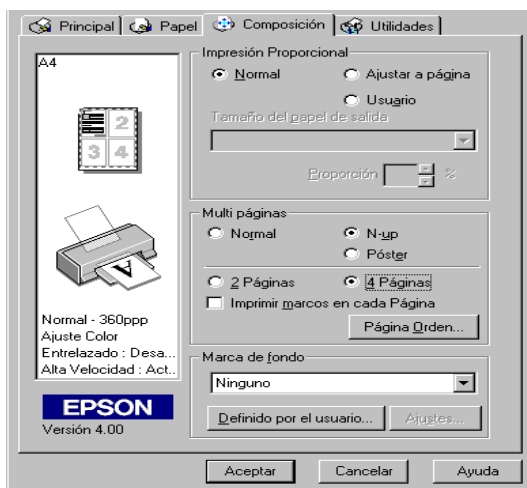 Principal Papel Composición Utilidades
A4
2
3 4
A
Normal - 360ppp
Ajuste Color
Entrelazado : Desa...
Alta Velocidad : Act..
EPSON
Versión 4.00
Impresión Proporcional
Normal Ajustar a página
Usuario
Tamaño del papel de salida
Proporción %
Multi páginas
Normal N-up
Póster
2 Páginas 4 Páginas
Imprimir marcos en cada Página
Página Orden...
Marca de fondo
Ninguno
Definido por el usuario... Ajustes...
Aceptar Cancelar Ayuda